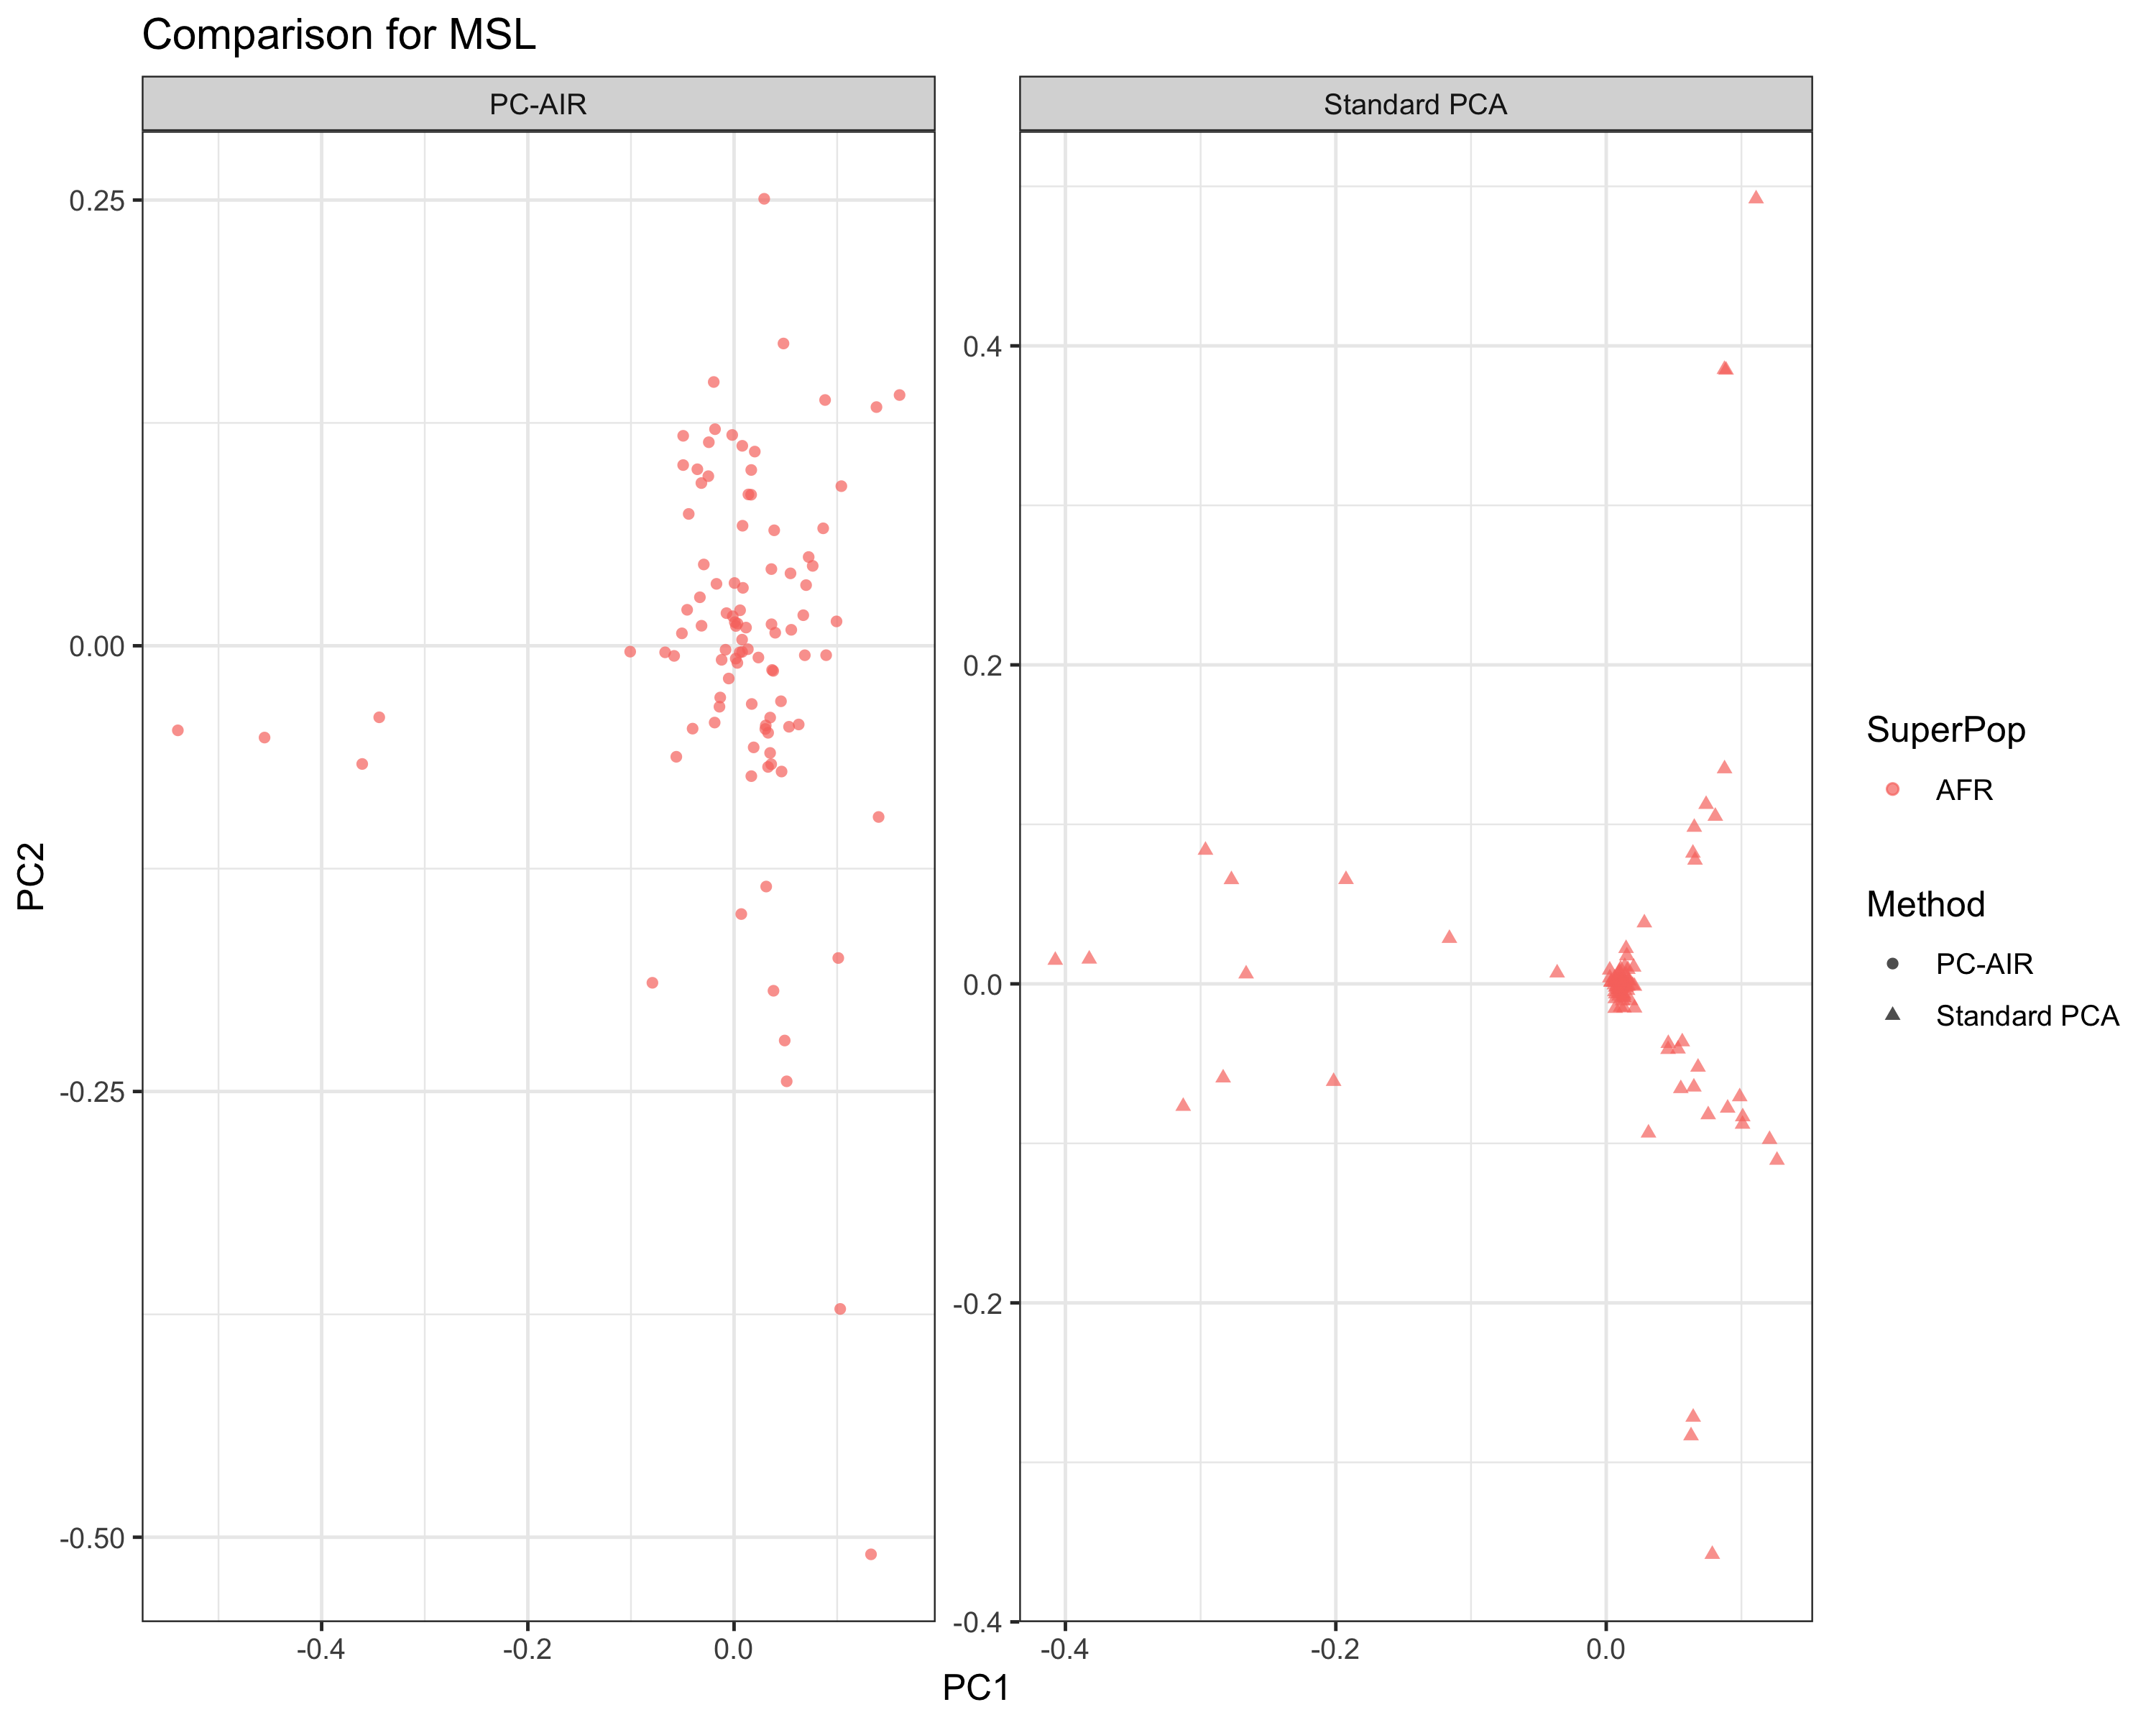 Comparison for MSL
PC-AIR
Standard PCA
0.25
0.00
-0.25
-0.50
PC2
0.4
0.2
0.0
-0.2
-0.4
-0.4 -0.2 0.0
-0.4 -0.2 0.0
PC1
SuperPop
AFR
Method
PC-AIR
Standard PCA